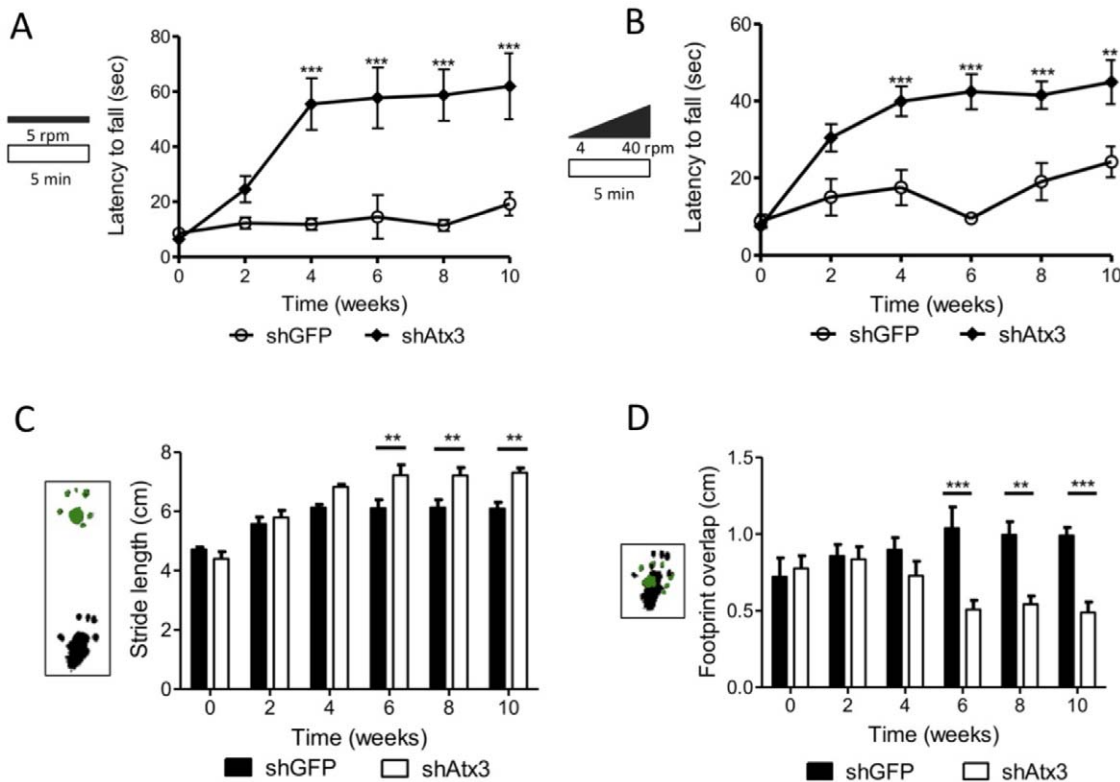 A
Latency to fall (sec)
80
60
40
20
0
*** *** *** ***
5 rpm
5 min
0 2 4 6 8 10
Time (weeks)
shGFP shAtx3
B
Latency to fall (sec)
60
40
20
0
*** *** *** **
4 40 rpm
5 min
0 2 4 6 8 10
Time (weeks)
shGFP shAtx3
C
Stride length (cm)
8
6
4
2
0
** ** **
0 2 4 6 8 10
Time (weeks)
shGFP shAtx3
D
Footprint overlap (cm)
1.5
1.0
0.5
0.0
*** ** ***
0 2 4 6 8 10
Time (weeks)
shGFP shAtx3